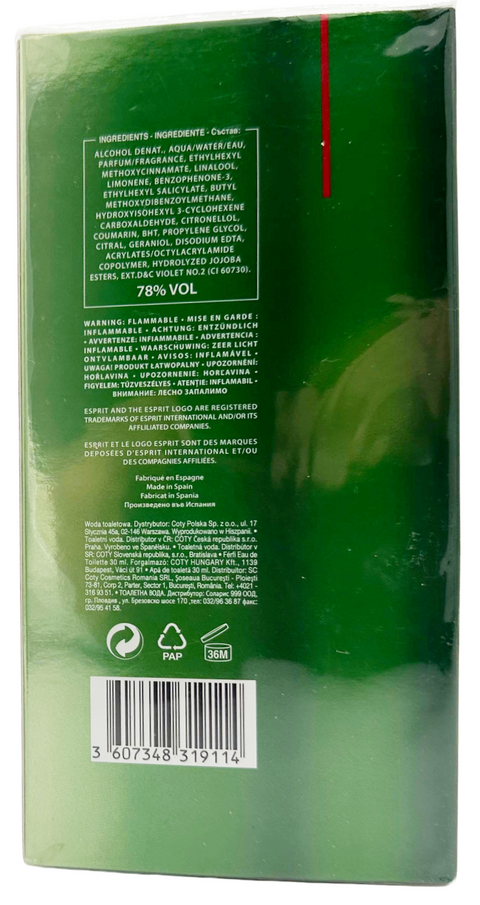 INGREDIENTS - INGREDIENTE - Състав:
ALCOHOL DENAT., AQUA/WATER/EAU,
PARFUM/FRAGRANCE, ETHYLHEXYL
METHOXYCINNAMATE, LINALOOL,
LIMONENE, BENZOPHENONE-3,
ETHYLHEXYL SALICYLATE, BUTYL
METHOXYDIBENZOYLMETHANE,
HYDROXYISOHEXYL 3-CYCLOHEXENE
CARBOXALDEHYDE, CITRONELLOL,
COUMARIN, BHT, PROPYLENE GLYCOL,
CITRAL, GERANIOL, DISODIUM EDTA,
ACRYLATES/OCTYLACRYLAMIDE
COPOLYMER, HYDROLYZED JOJOBA
ESTERS, EXT.D&C VIOLET NO.2 (CI 60730).
78% VOL
WARNING: FLAMMABLE • MISE EN GARDE :
INFLAMMABLE • ACHTUNG: ENTZÜNDLICH
• AVVERTENZE: INFIAMMABILE • ADVERTENCIA :
INFLAMABLE • WAARSCHUWING: ZEER LICHT
ONTVLAMBAAR • AVISOS: INFLAMÁVEL •
UWAGA! PRODUKT ŁATWOPALNY • UPOZORNĚNÍ:
HOŘLAVINA • UPOZORNENIE: HORĽAVINA •
FIGYELEM: TŰZVESZÉLYES • ATENŢIE: INFLAMABIL •
ВНИМАНИЕ: ЛЕСНО ЗАПАЛИМО
ESPRIT AND THE ESPRIT LOGO ARE REGISTERED
TRADEMARKS OF ESPRIT INTERNATIONAL AND/OR ITS
AFFILIATED COMPANIES.
ESPRIT ET LE LOGO ESPRIT SONT DES MARQUES
DEPOSÉES D'ESPRIT INTERNATIONAL ET/OU
DES COMPAGNIES AFFILIÉES.
Fabriqué en Espagne
Made in Spain
Fabricat in Spania
Произведено във Испания
Woda toaletowa. Dystrybutor: Coty Polska Sp. z o.o., ul. 17
Stycznia 45a, 02-146 Warszawa. Wyprodukowano w Hiszpanii. •
Toaletní voda. Distributor v ČR: COTY Česká republika s.r.o.
Praha. Vyrobeno ve Španělsku. • Toaletná voda. Distribútor v
SR: COTY Slovenská republika, s.r.o., Bratislava • Férfi Eau de
Toilette 30 ml. Forgalmazó: COTY HUNGARY Kft., 1139
Budapest, Váci út 91 • Apă de toaletă 30 ml. Distribuitor: SC
Coty Cosmetics Romania SRL, Şoseaua Bucureşti - Ploieşti
73-81, Corp 2, Parter, Sector 1, Bucureşti, Romania, Tel: +4021 -
316 93 51. • ТОАЛЕТНА ВОДА. Дистрибутор: Соларис 999 ООД,
гр. Пловдив , ул. Брезовско шосе 170 ,тел: 032/96 36 87 факс:
032/95 41 58.
PAP 36M
3 607348 319114